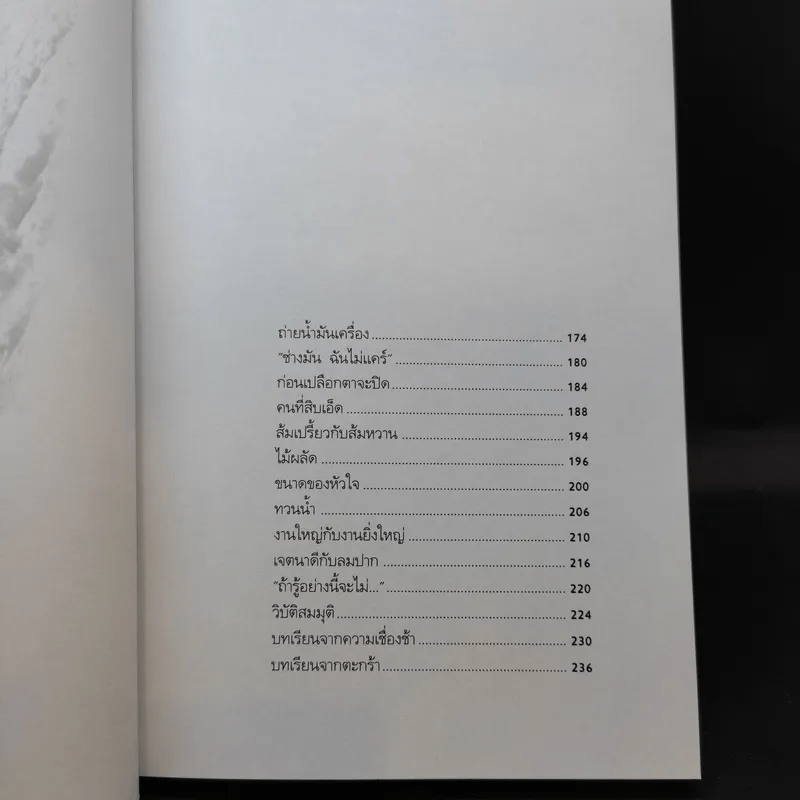 ถ่ายน้ำมันเครื่อง 174
"ช่างมัน ฉันไม่แคร์" 180
ก่อนเปลือกตาจะปิด 184
คนที่สิบเอ็ด 188
ส้มเปรี้ยวกับส้มหวาน 194
ไม้ผลัด 196
ขนาดของหัวใจ 200
ทวนน้ำ 206
งานใหญ่กับงานยิ่งใหญ่ 210
เจตนาดีกับลมปาก 216
"ถ้ารู้อย่างนี้จะไม่..." 220
วิบัติสมมุติ 224
บทเรียนจากความเชื่องช้า 230
บทเรียนจากตะกร้า 236